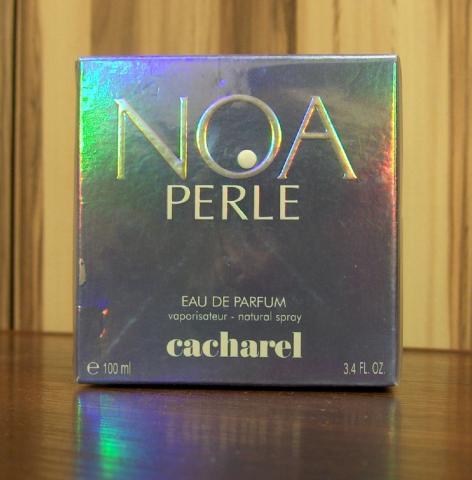 NOA
PERLE
EAU DE PARFUM
vaporisateur - natural spray
cacharel
℮ 100 ml 3.4 FL. OZ.